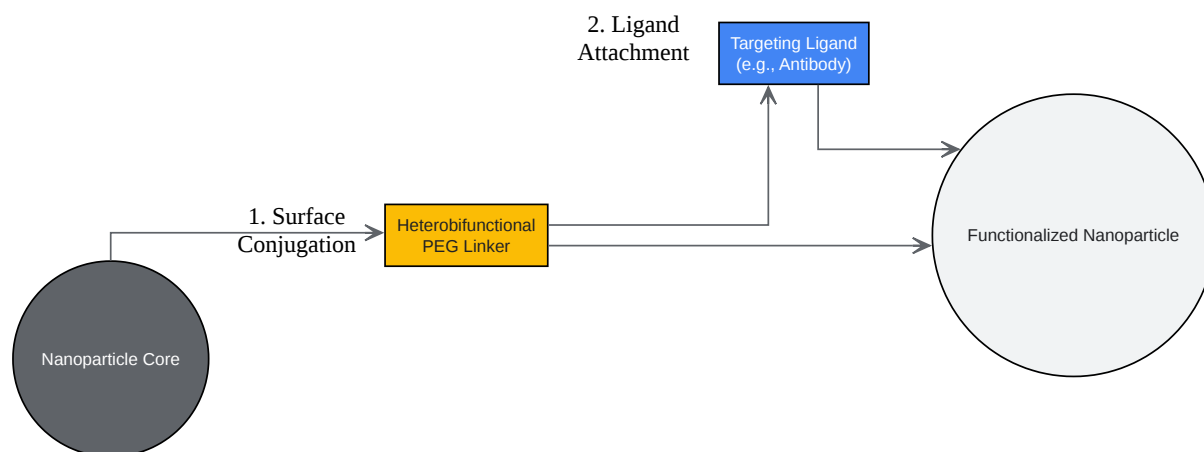 2. Ligand
Attachment
Targeting Ligand
(e.g., Antibody)
1. Surface
Conjugation
Heterobifunctional
PEG Linker
Functionalized Nanoparticle
Nanoparticle Core